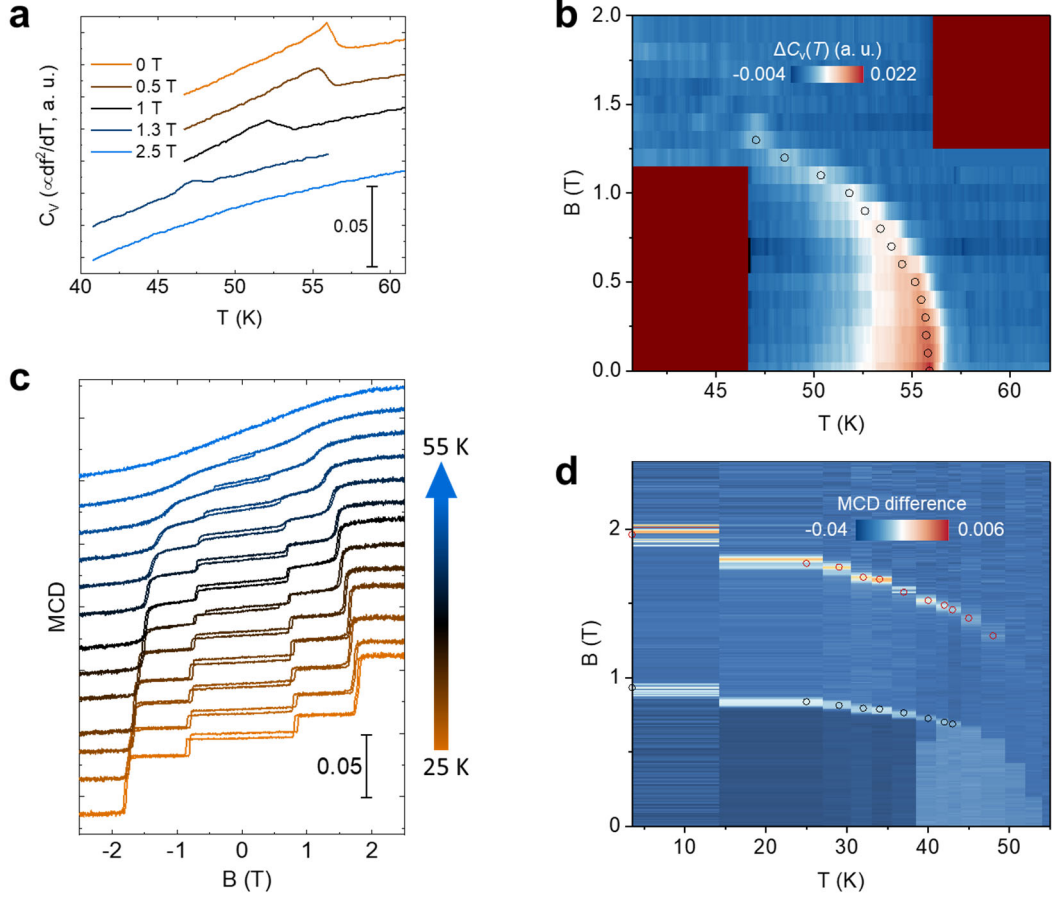 a
C_V (∝df²/dT, a. u.)
0 T
0.5 T
1 T
1.3 T
2.5 T
0.05
40 45 50 55 60
T (K)
b
B (T)
2.0
1.5
1.0
0.5
0.0
ΔC_v(T) (a. u.)
-0.004 0.022
45 50 55 60
T (K)
c
MCD
0.05
-2 -1 0 1 2
B (T)
55 K
25 K
d
B (T)
2
1
0
MCD difference
-0.04 0.006
10 20 30 40 50
T (K)